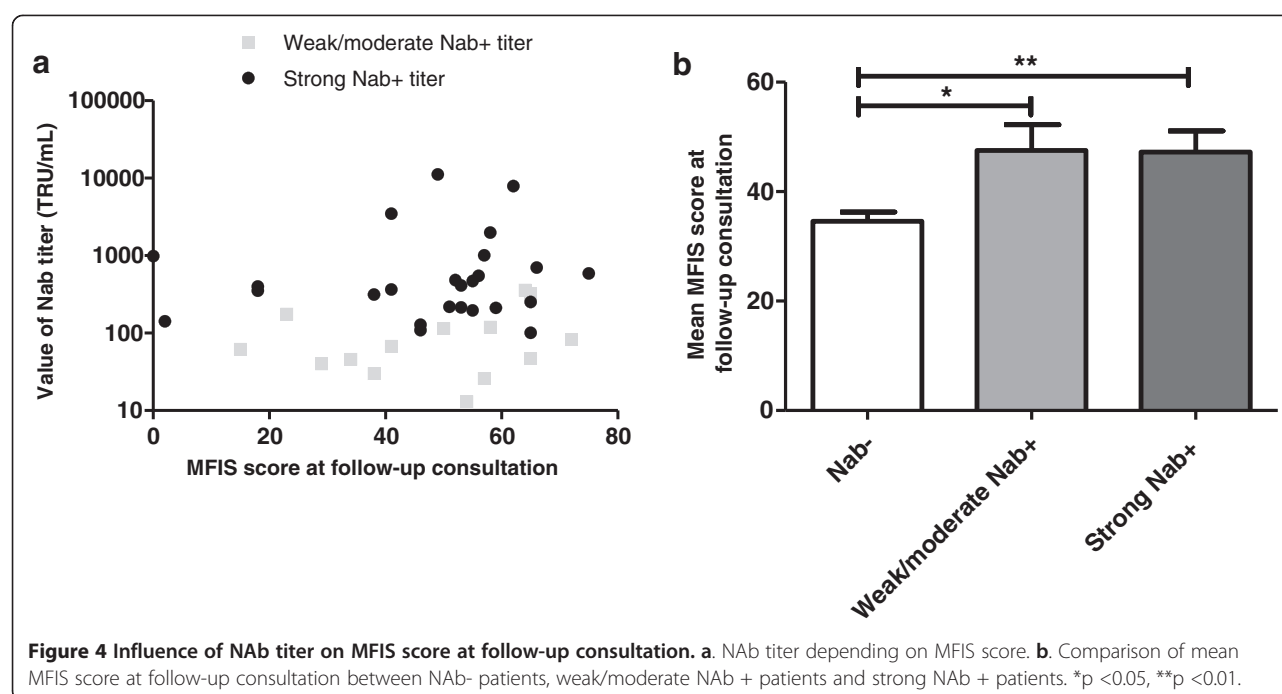 a
Weak/moderate Nab+ titer
Strong Nab+ titer
Value of Nab titer (TRU/mL)
100000
10000
1000
100
10
0 20 40 60 80
MFIS score at follow-up consultation
b
Mean MFIS score at
follow-up consultation
60
40
20
0
**
*
Nab-
Weak/moderate Nab+
Strong Nab+
Figure 4 Influence of NAb titer on MFIS score at follow-up consultation. a. NAb titer depending on MFIS score. b. Comparison of mean
MFIS score at follow-up consultation between NAb- patients, weak/moderate NAb + patients and strong NAb + patients. *p <0.05, **p <0.01.